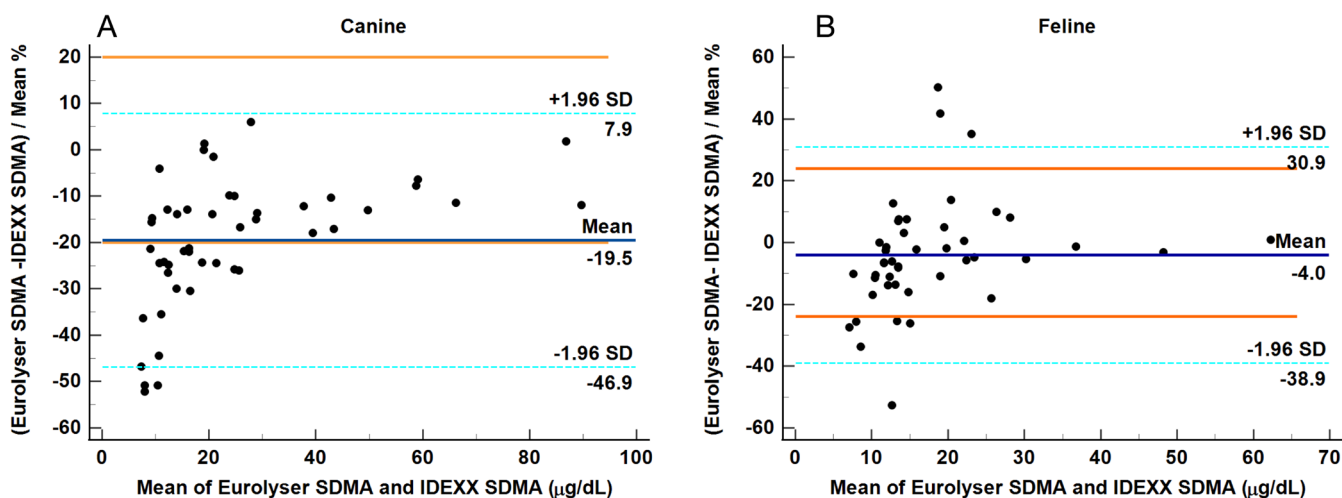 A
Canine
(Eurolyser SDMA -IDEXX SDMA) / Mean %
20
10
0
-10
-20
-30
-40
-50
-60
+1.96 SD
7.9
Mean
-19.5
-1.96 SD
-46.9
0
20
40
60
80
100
Mean of Eurolyser SDMA and IDEXX SDMA (μg/dL)
B
Feline
(Eurolyser SDMA- IDEXX SDMA) / Mean %
60
40
20
0
-20
-40
-60
+1.96 SD
30.9
Mean
-4.0
-1.96 SD
-38.9
0
10
20
30
40
50
60
70
Mean of Eurolyser SDMA and IDEXX SDMA (μg/dL)